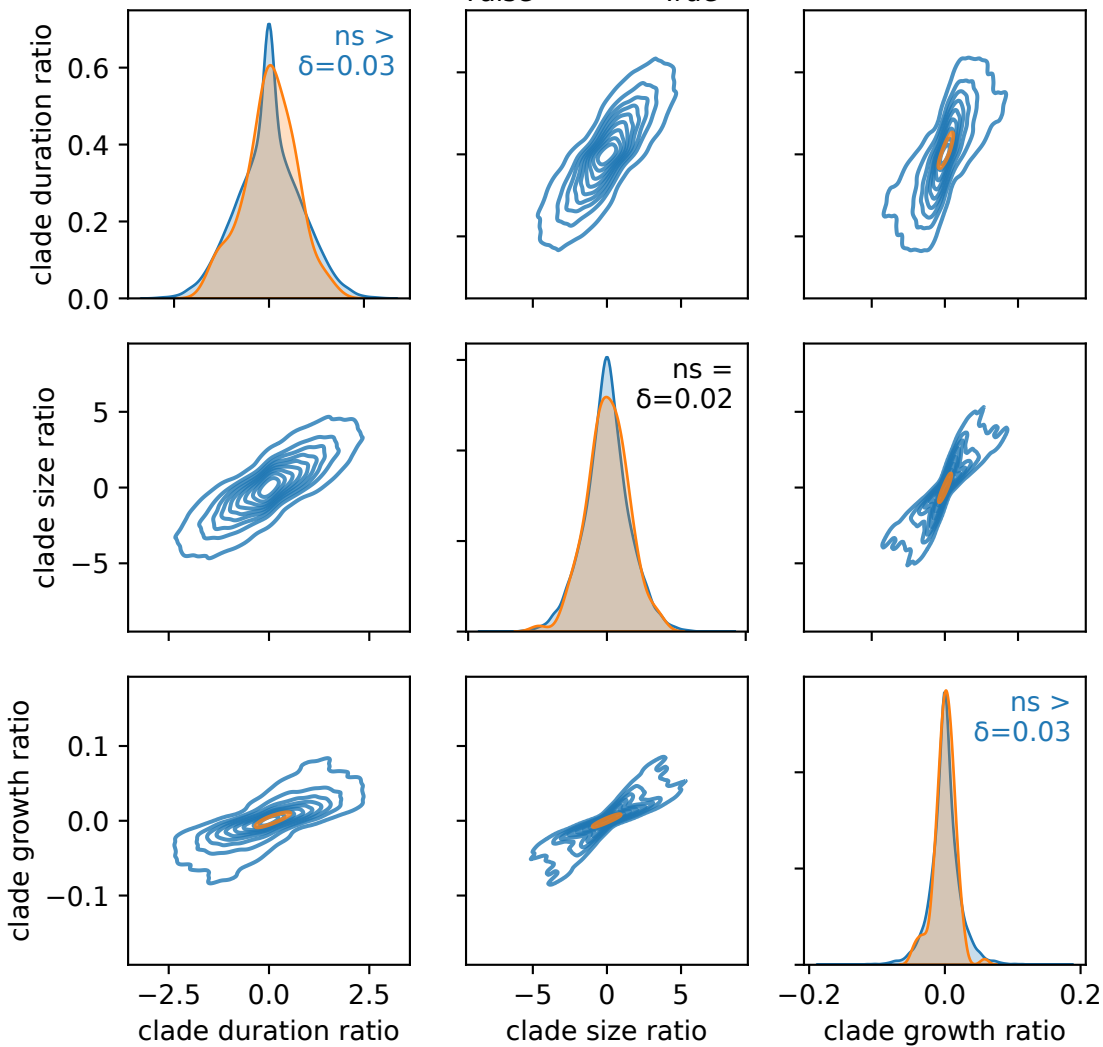 clade duration ratio
0.6
0.4
0.2
0.0
ns >
δ=0.03
clade size ratio
5
0
−5
ns =
δ=0.02
clade growth ratio
0.1
0.0
−0.1
ns >
δ=0.03
−2.5 0.0 2.5
−5 0 5
−0.2 0.0 0.2
clade duration ratio
clade size ratio
clade growth ratio